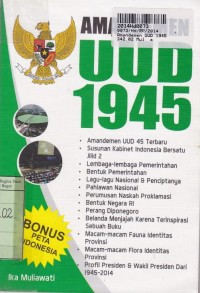 AMANDEMEN
UUD
1945
Amandemen UUD 45 Terbaru
Susunan Kabinet Indonesia Bersatu
Jilid 2
Lembaga-lembaga Pemerintahan
Bentuk Pemerintahan
Lagu-lagu Nasional & Penciptanya
Pahlawan Nasional
Perumusan Naskah Proklamasi
Bentuk Negara RI
Perang Diponegoro
Belanda Menjajah Karena Terinspirasi
Sebuah Buku
Macam-macam Fauna Identitas
Provinsi
Macam-macam Flora Identitas
Provinsi
Profil Presiden & Wakil Presiden Dari
1945-2014
.02
BONUS
PETA
INDONESIA
Ika Muliawati